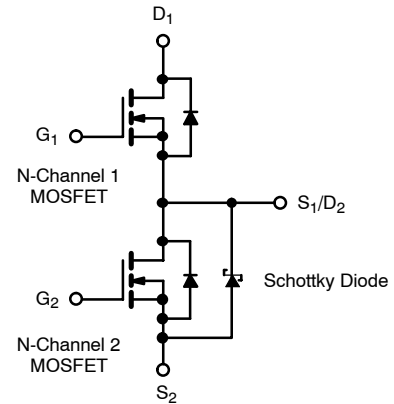 D1
G1
N-Channel 1
MOSFET
S1/D2
G2
Schottky Diode
N-Channel 2
MOSFET
S2